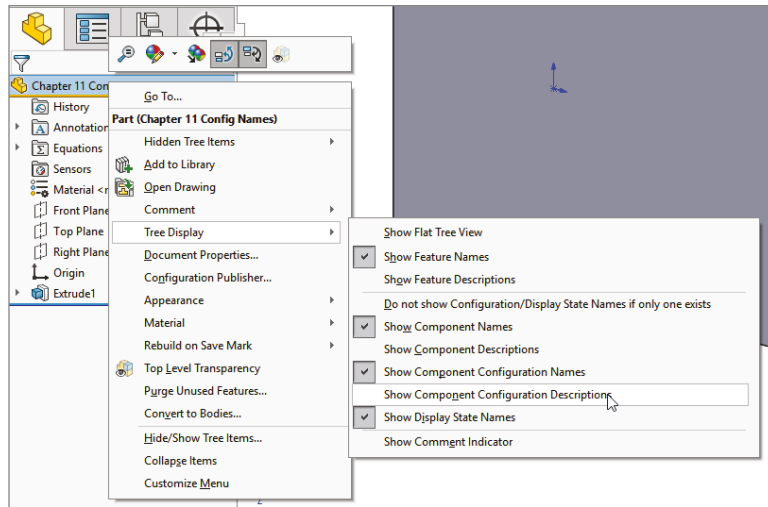 Chapter 11 Con
History
Annotation
Equations
Sensors
Material <
Front Plane
Top Plane
Right Plane
Origin
Extrude1
Go To...
Part (Chapter 11 Config Names)
Hidden Tree Items
Add to Library
Open Drawing
Comment
Tree Display
Document Properties...
Configuration Publisher...
Appearance
Material
Rebuild on Save Mark
Top Level Transparency
Purge Unused Features...
Convert to Bodies...
Hide/Show Tree Items...
Collapse Items
Customize Menu
Show Flat Tree View
Show Feature Names
Show Feature Descriptions
Do not show Configuration/Display State Names if only one exists
Show Component Names
Show Component Descriptions
Show Component Configuration Names
Show Component Configuration Descriptions
Show Display State Names
Show Comment Indicator